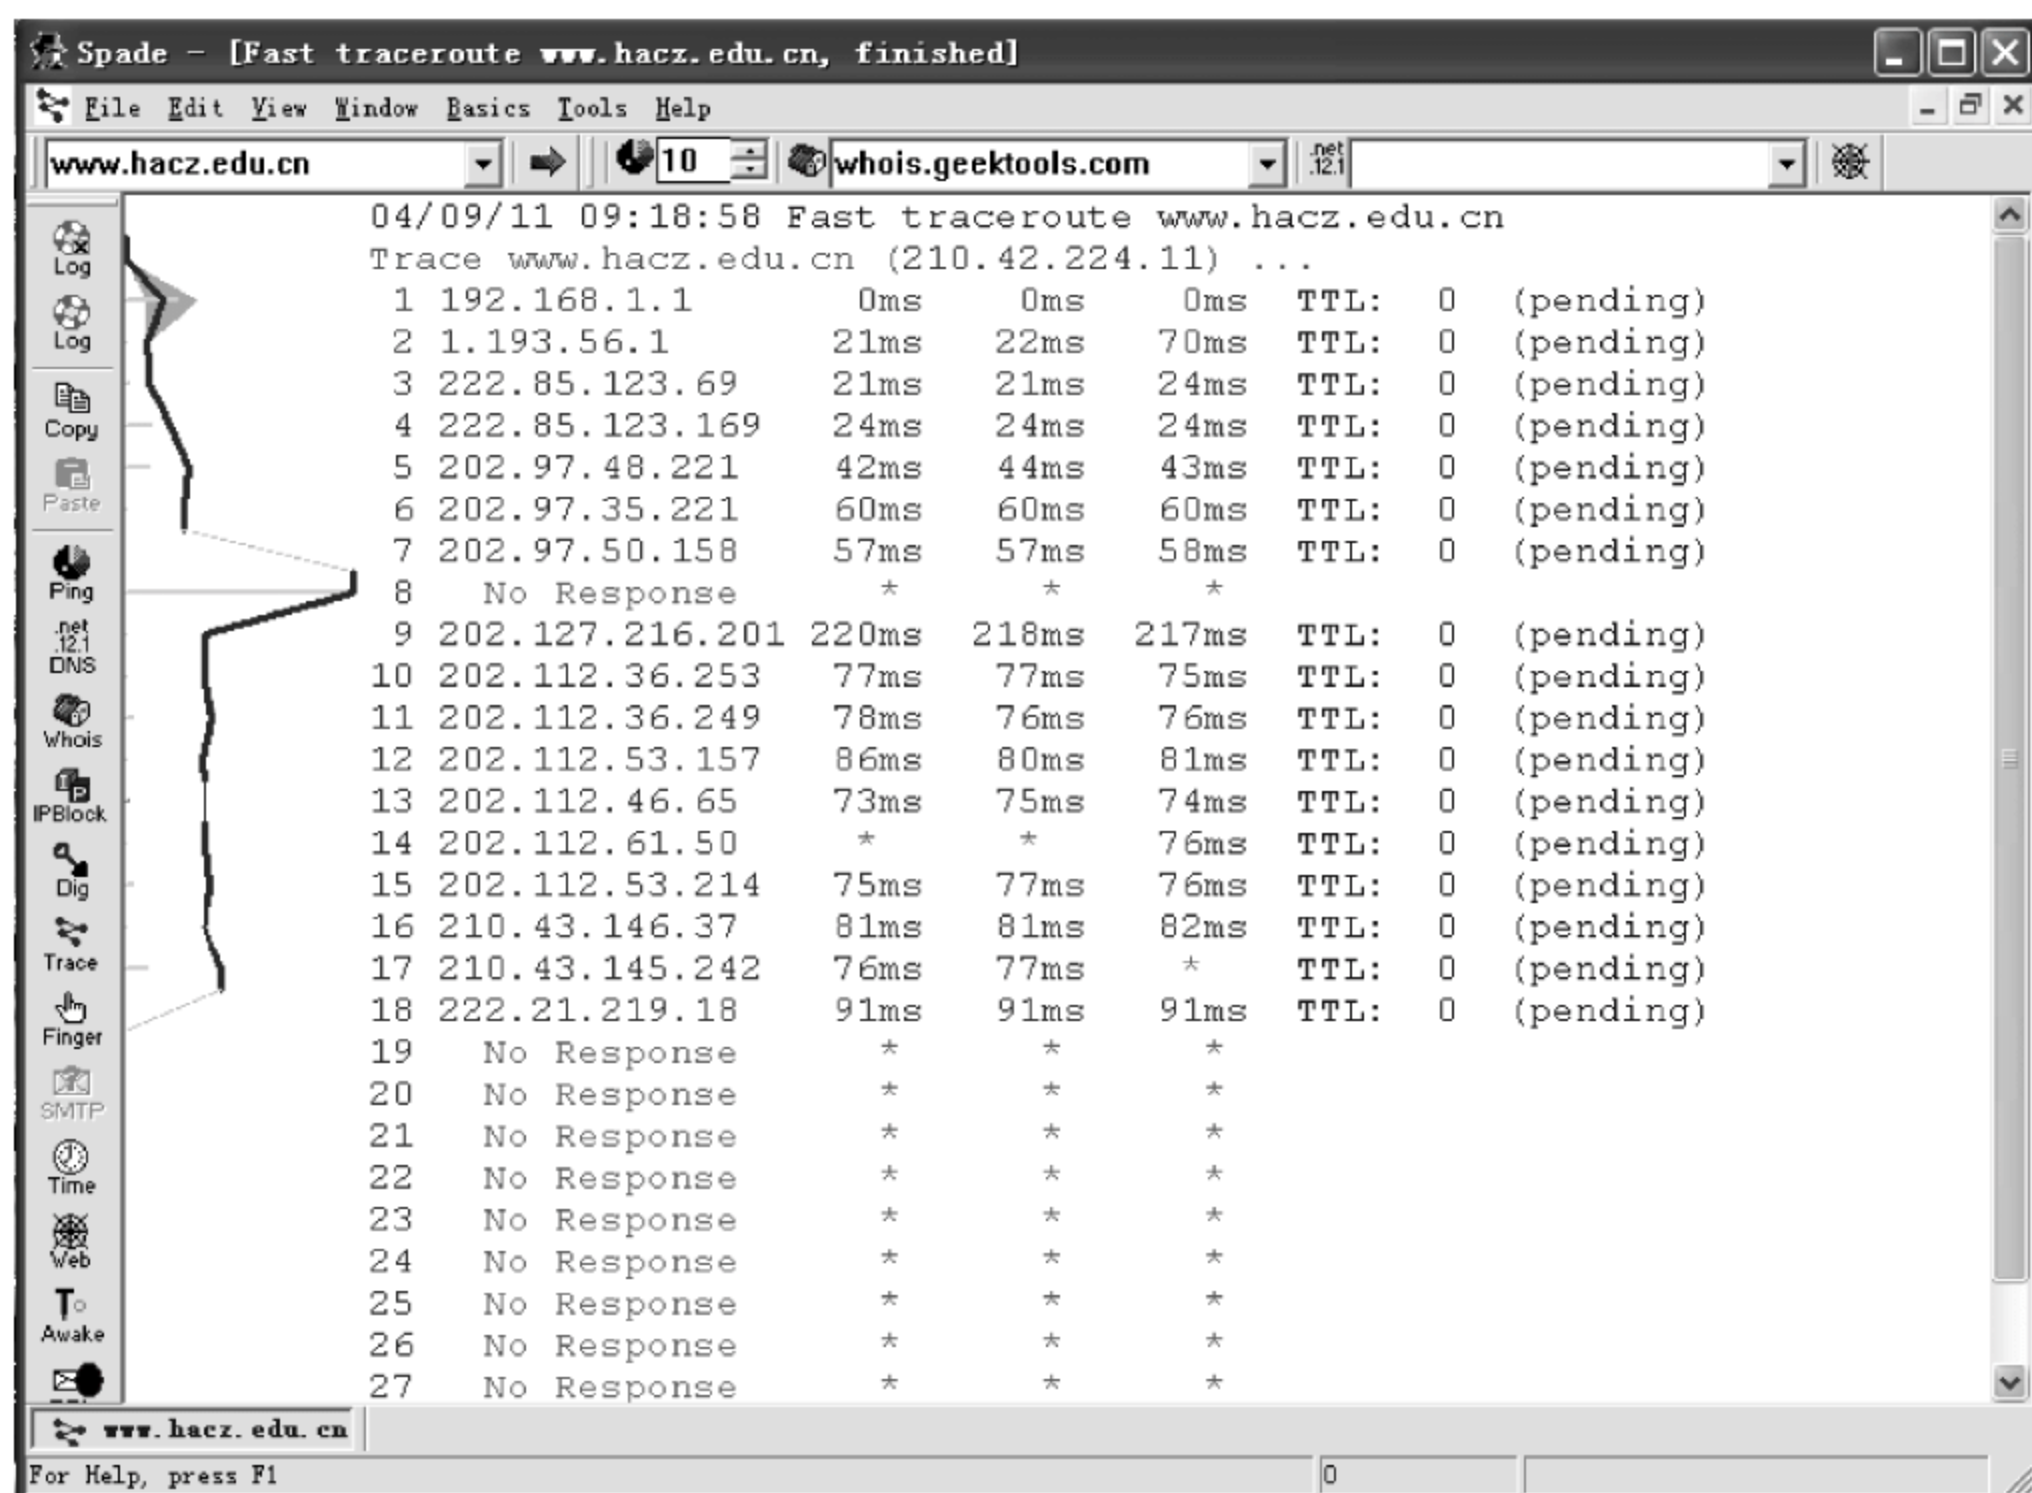 Spade - [Fast traceroute www.hacz.edu.cn, finished]
File Edit View Window Basics Tools Help
www.hacz.edu.cn 10 whois.geektools.com .net .12.1
Log
Log
Copy
Paste
Ping
.net
.12.1
DNS
Whois
IPBlock
Dig
Trace
Finger
SMTP
Time
Web
Awake
04/09/11 09:18:58 Fast traceroute www.hacz.edu.cn
Trace www.hacz.edu.cn (210.42.224.11) ...
1 192.168.1.1 0ms 0ms 0ms TTL: 0 (pending)
2 1.193.56.1 21ms 22ms 70ms TTL: 0 (pending)
3 222.85.123.69 21ms 21ms 24ms TTL: 0 (pending)
4 222.85.123.169 24ms 24ms 24ms TTL: 0 (pending)
5 202.97.48.221 42ms 44ms 43ms TTL: 0 (pending)
6 202.97.35.221 60ms 60ms 60ms TTL: 0 (pending)
7 202.97.50.158 57ms 57ms 58ms TTL: 0 (pending)
8 No Response * * *
9 202.127.216.201 220ms 218ms 217ms TTL: 0 (pending)
10 202.112.36.253 77ms 77ms 75ms TTL: 0 (pending)
11 202.112.36.249 78ms 76ms 76ms TTL: 0 (pending)
12 202.112.53.157 86ms 80ms 81ms TTL: 0 (pending)
13 202.112.46.65 73ms 75ms 74ms TTL: 0 (pending)
14 202.112.61.50 * * 76ms TTL: 0 (pending)
15 202.112.53.214 75ms 77ms 76ms TTL: 0 (pending)
16 210.43.146.37 81ms 81ms 82ms TTL: 0 (pending)
17 210.43.145.242 76ms 77ms * TTL: 0 (pending)
18 222.21.219.18 91ms 91ms 91ms TTL: 0 (pending)
19 No Response * * *
20 No Response * * *
21 No Response * * *
22 No Response * * *
23 No Response * * *
24 No Response * * *
25 No Response * * *
26 No Response * * *
27 No Response * * *
www.hacz.edu.cn
For Help, press F1 0